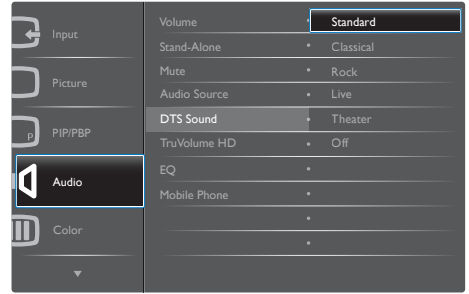 Input
Picture
P PIP/PBP
Audio
Color
Volume
Stand-Alone
Mute
Audio Source
DTS Sound
TruVolume HD
EQ
Mobile Phone
Standard
Classical
Rock
Live
Theater
Off